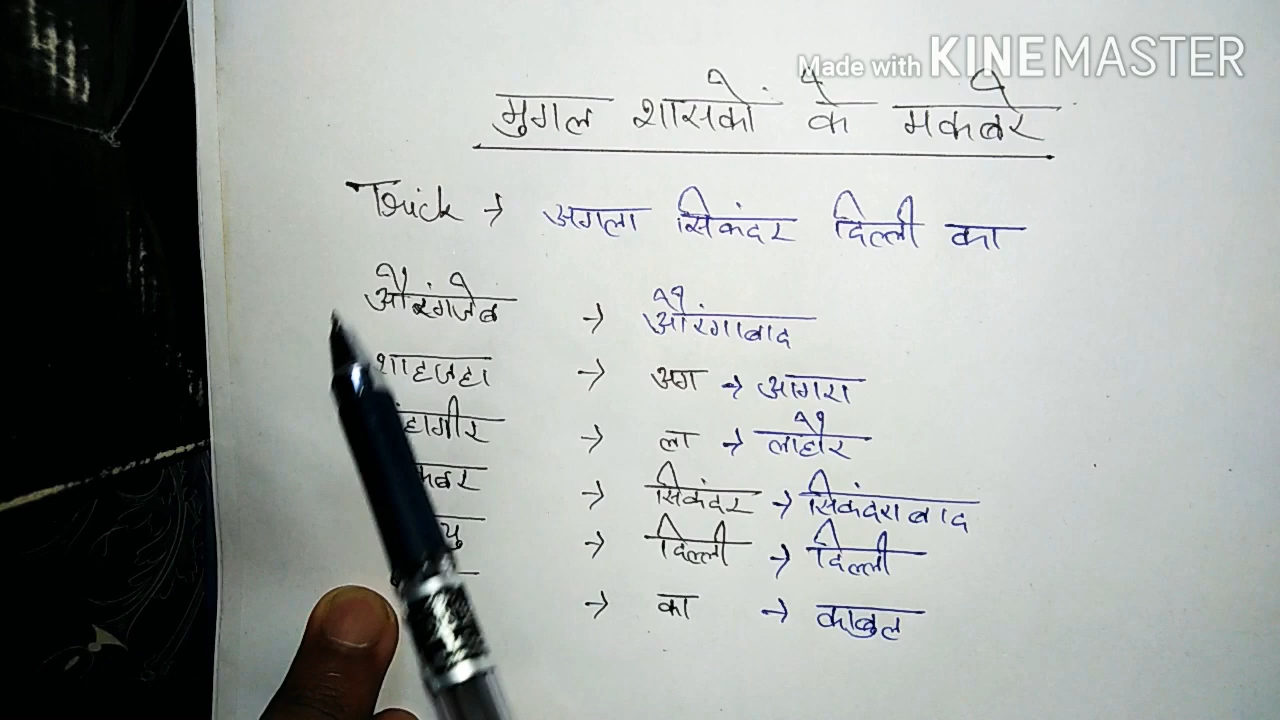 Made with KINEMASTER
मुगल शासकों के मकबरे
Trick → अगला सिकंदर दिल्ली का
औरंगजेब → औरंगाबाद
शाहजहा → अग → आगरा
→ ला → लाहौर
→ सिकंदर → सिकंदराबाद
→ दिल्ली → दिल्ली
→ का → काबुल